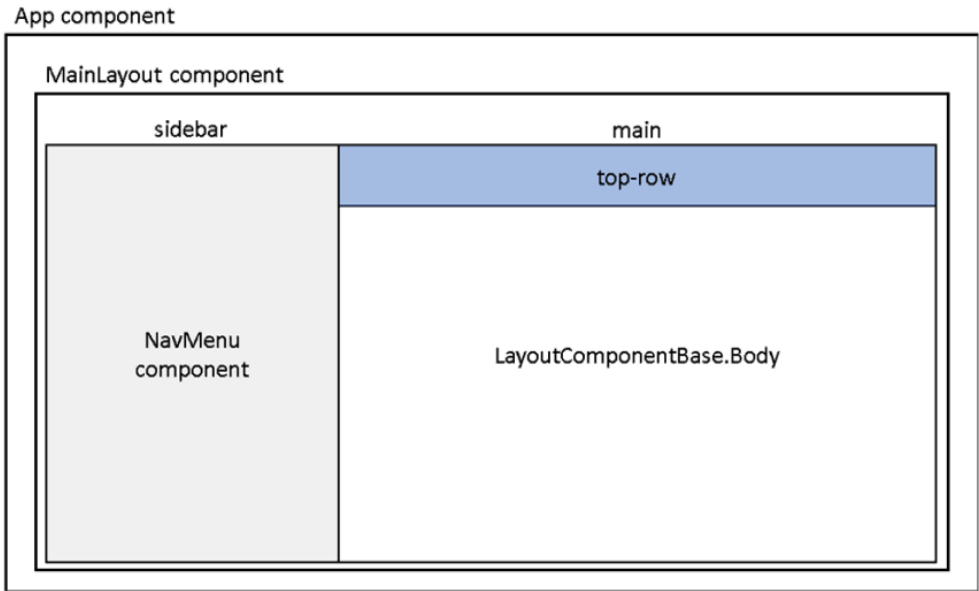 App component
MainLayout component
sidebar
main
top-row
NavMenu
component
LayoutComponentBase.Body